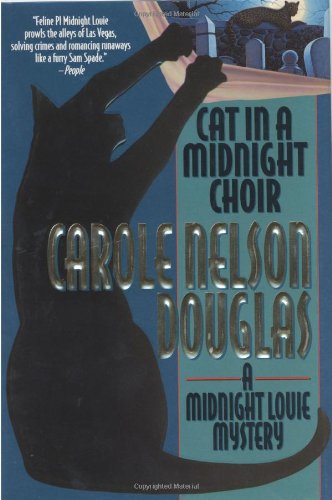 "Feline PI Midnight Louie
prowls the alleys of Las Vegas,
solving crimes and romancing runaways
like a furry Sam Spade."
—People
CAT IN A
MIDNIGHT
CHOIR
CAROLE NELSON
DOUGLAS
A
MIDNIGHT LOUIE
MYSTERY